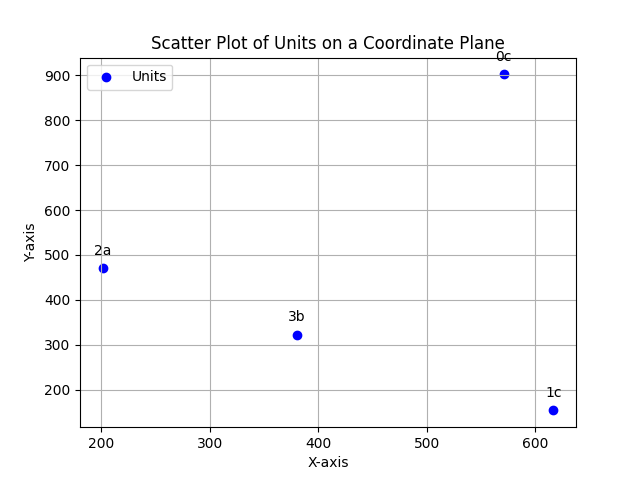 Scatter Plot of Units on a Coordinate Plane
0c
Units
900
800
700
600
2a
500
400
3b
300
1c
200
Y-axis
200 300 400 500 600
X-axis